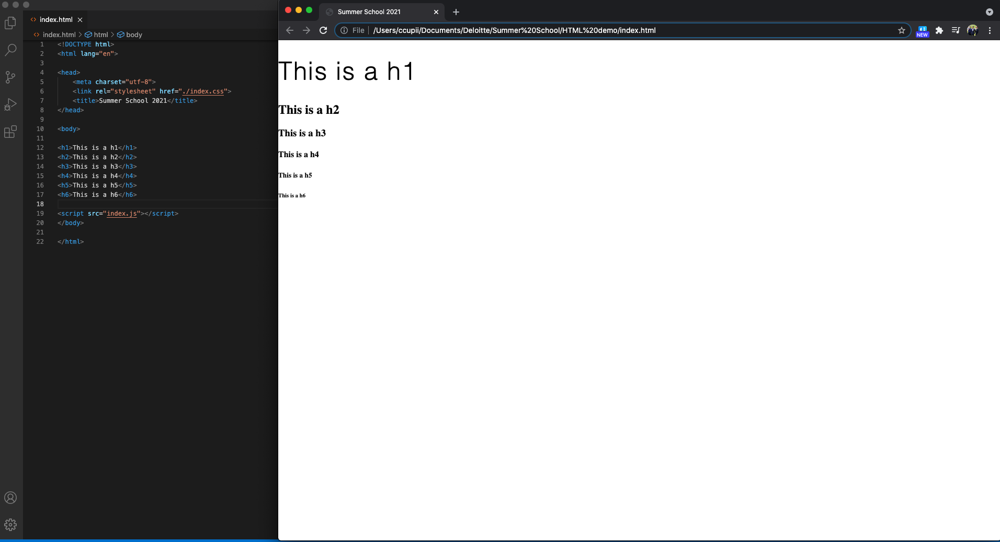 index.html
index.html > html > body
1 <!DOCTYPE html>
2 <html lang="en">
3
4 <head>
5     <meta charset="utf-8">
6     <link rel="stylesheet" href="./index.css">
7     <title>Summer School 2021</title>
8 </head>
9
10 <body>
11
12 <h1>This is a h1</h1>
13 <h2>This is a h2</h2>
14 <h3>This is a h3</h3>
15 <h4>This is a h4</h4>
16 <h5>This is a h5</h5>
17 <h6>This is a h6</h6>
18
19 <script src="index.js"></script>
20 </body>
21
22 </html>
Summer School 2021
File | /Users/ccupii/Documents/Deloitte/Summer%20School/HTML%20demo/index.html
NEW
This is a h1
This is a h2
This is a h3
This is a h4
This is a h5
This is a h6